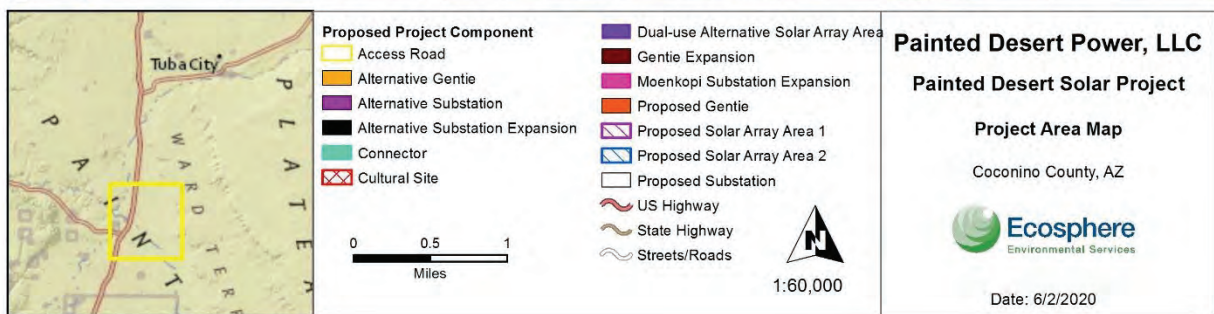 Tuba City
P A I N T
P L A T E A
W A R D T E R R
Proposed Project Component
Access Road
Alternative Gentie
Alternative Substation
Alternative Substation Expansion
Connector
Cultural Site
0 0.5 1
Miles
Dual-use Alternative Solar Array Area
Gentie Expansion
Moenkopi Substation Expansion
Proposed Gentie
Proposed Solar Array Area 1
Proposed Solar Array Area 2
Proposed Substation
US Highway
State Highway
Streets/Roads
N
1:60,000
Painted Desert Power, LLC
Painted Desert Solar Project
Project Area Map
Coconino County, AZ
Ecosphere
Environmental Services
Date: 6/2/2020